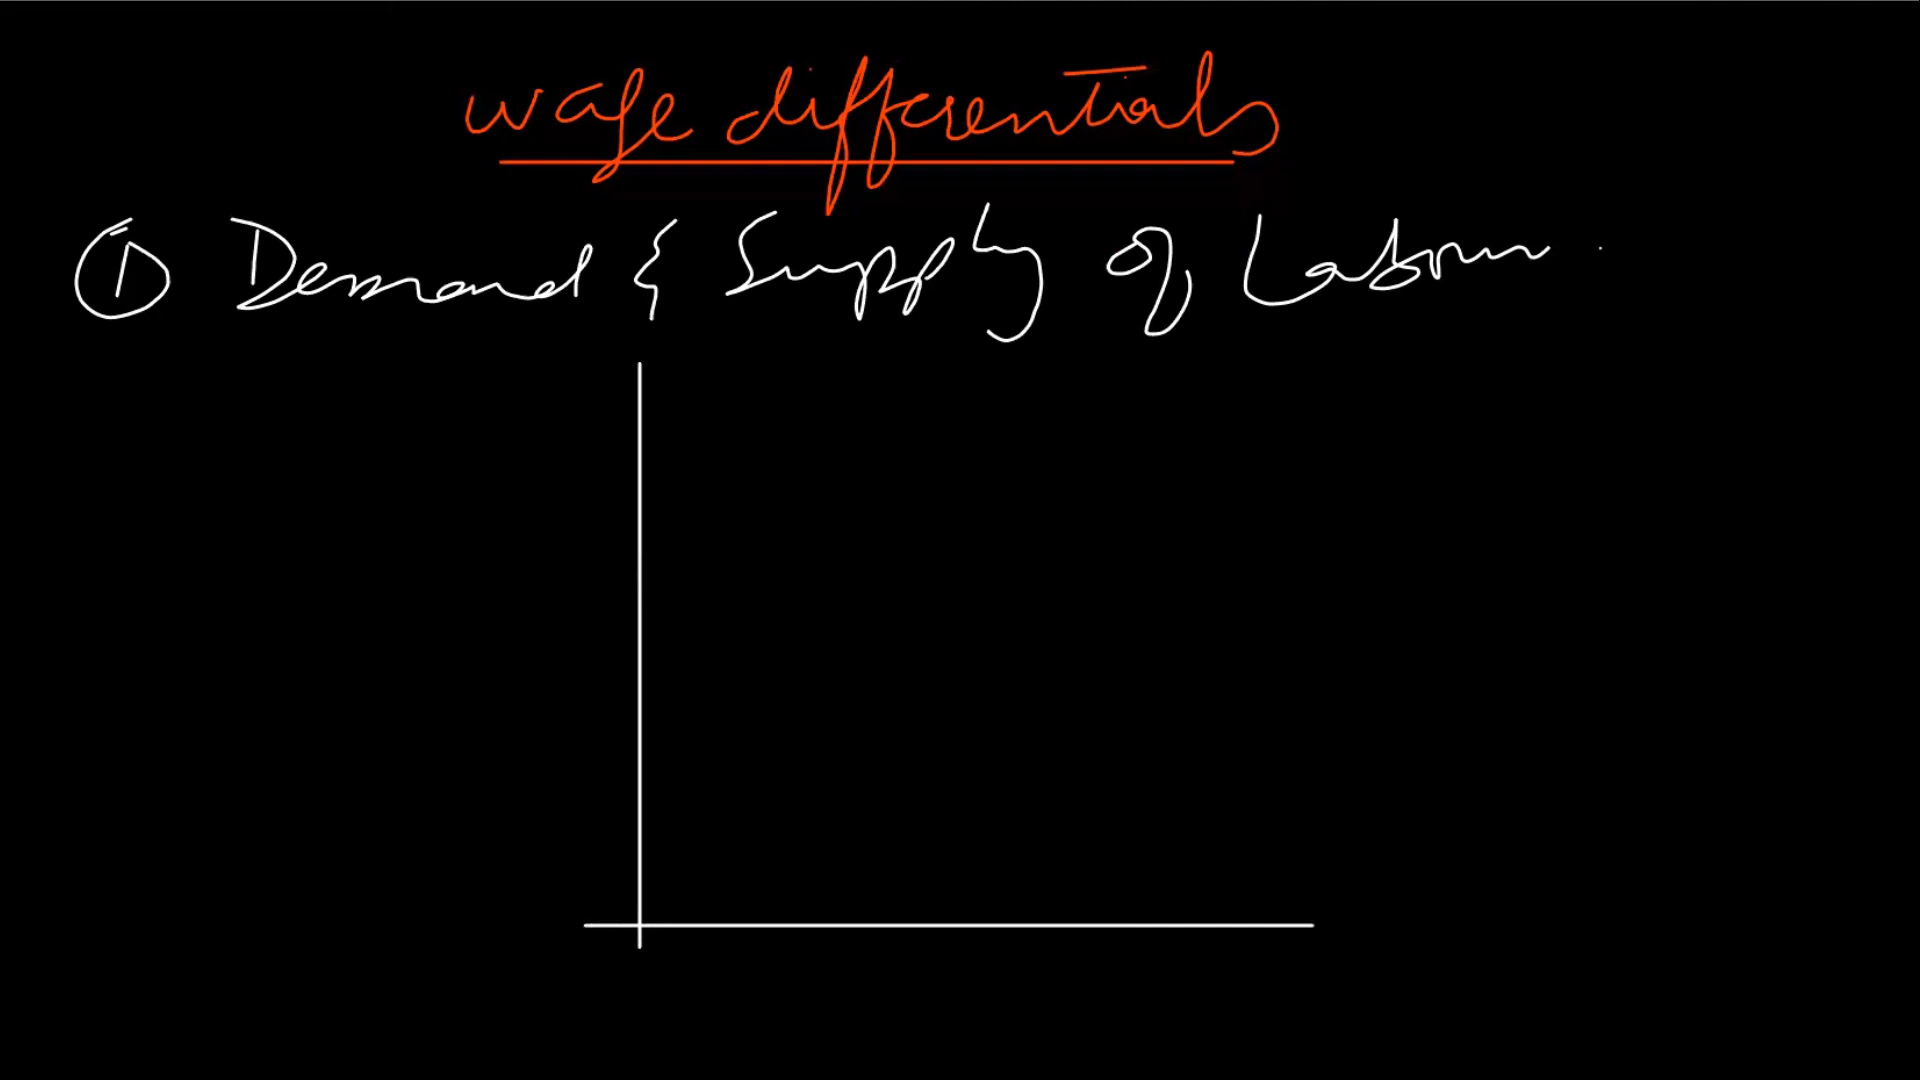 wage differentials
① Demand & Supply of Labour